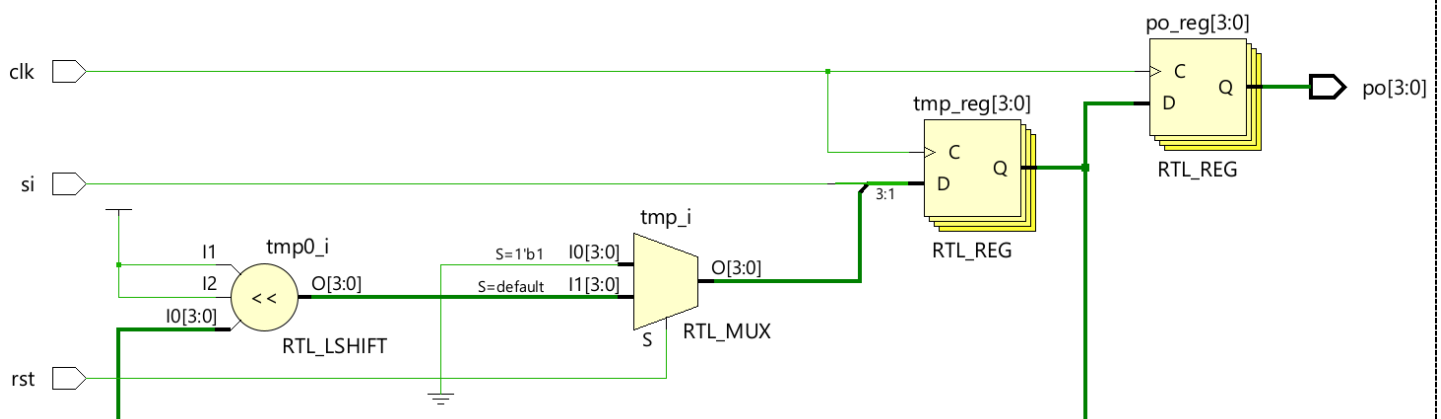 po_reg[3:0]
clk
C
Q
D
po[3:0]
RTL_REG
tmp_reg[3:0]
C
Q
D
RTL_REG
si
3:1
tmp_i
tmp0_i
S=1'b1
I0[3:0]
I1
I2
O[3:0]
S=default
I1[3:0]
O[3:0]
<<
I0[3:0]
RTL_LSHIFT
S
RTL_MUX
rst